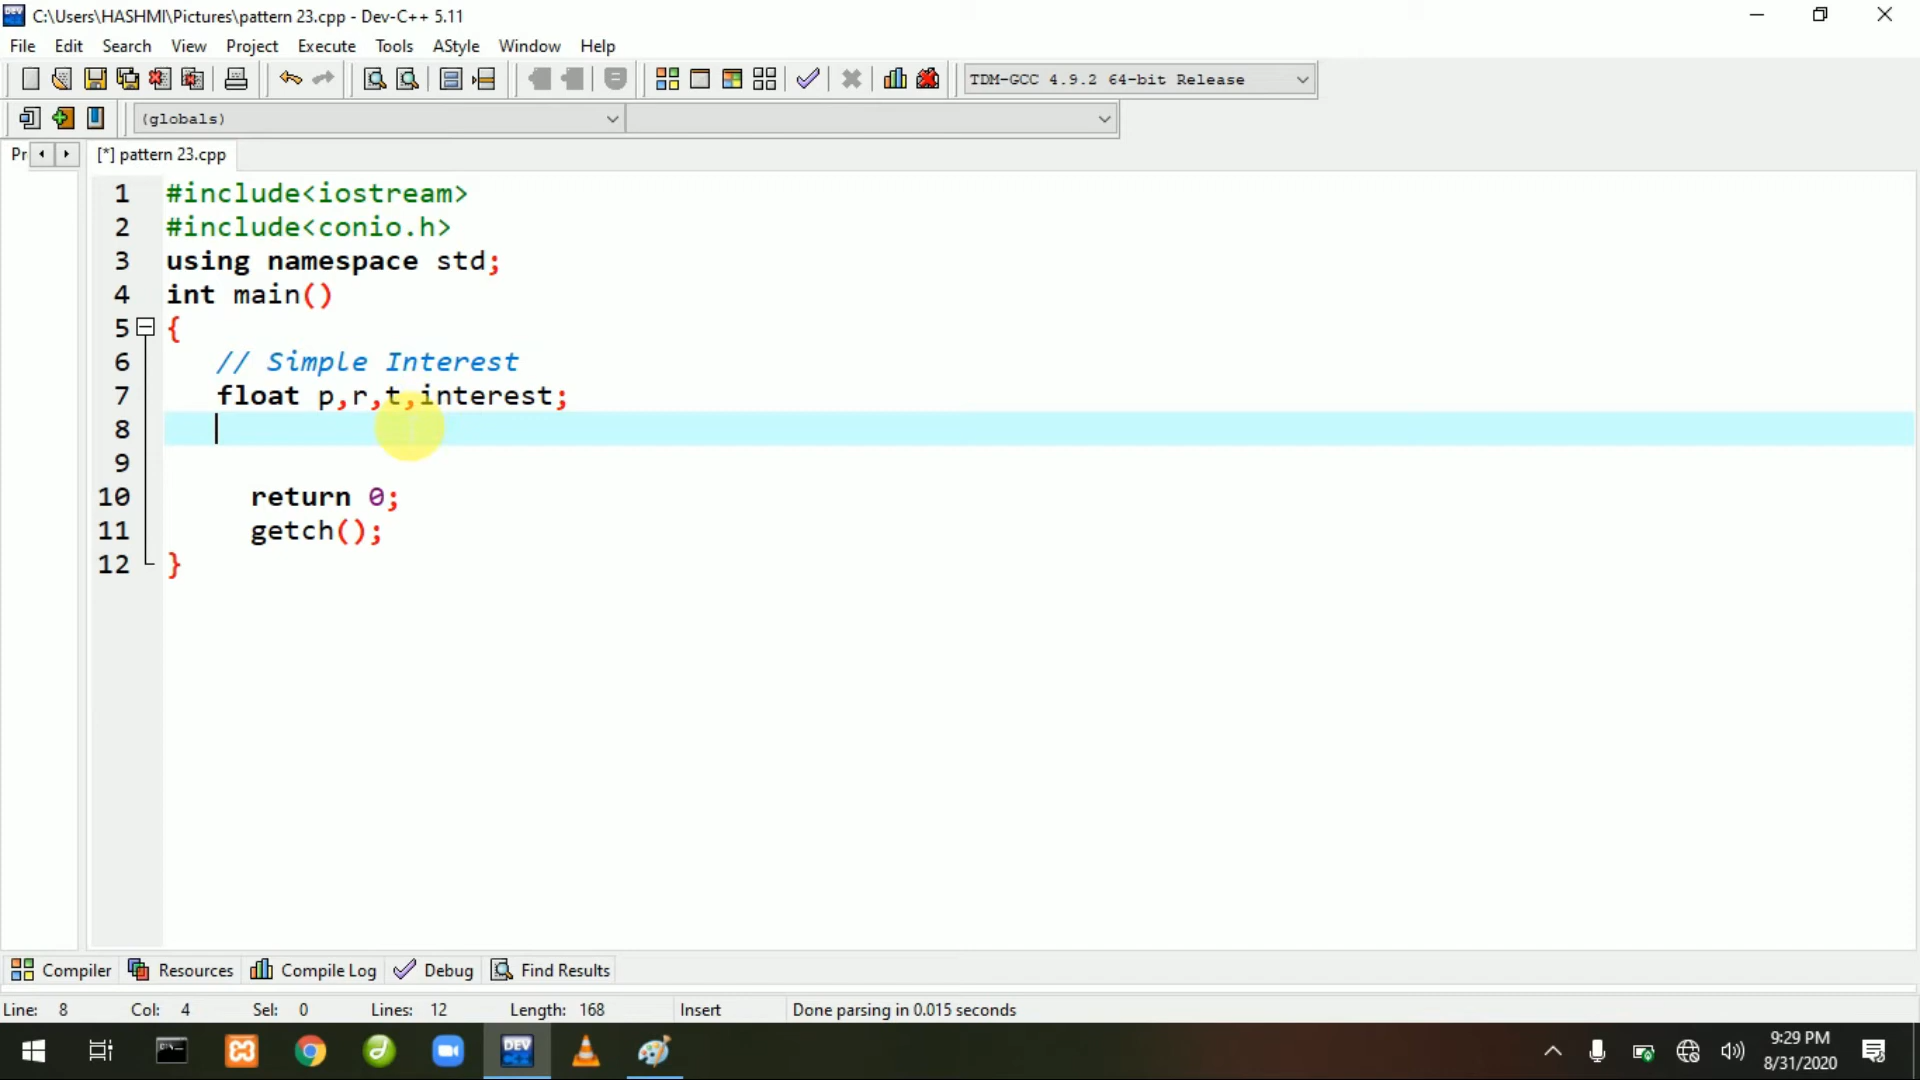 C:\Users\HASHMI\Pictures\pattern 23.cpp - Dev-C++ 5.11
File Edit Search View Project Execute Tools AStyle Window Help
TDM-GCC 4.9.2 64-bit Release
(globals)
Pr [*] pattern 23.cpp
1 #include<iostream>
2 #include<conio.h>
3 using namespace std;
4 int main()
5 {
6 // Simple Interest
7 float p,r,t,interest;
8
9
10 return 0;
11 getch();
12 }
Compiler Resources Compile Log Debug Find Results
Line: 8 Col: 4 Sel: 0 Lines: 12 Length: 168 Insert Done parsing in 0.015 seconds
DEV
9:29 PM
8/31/2020